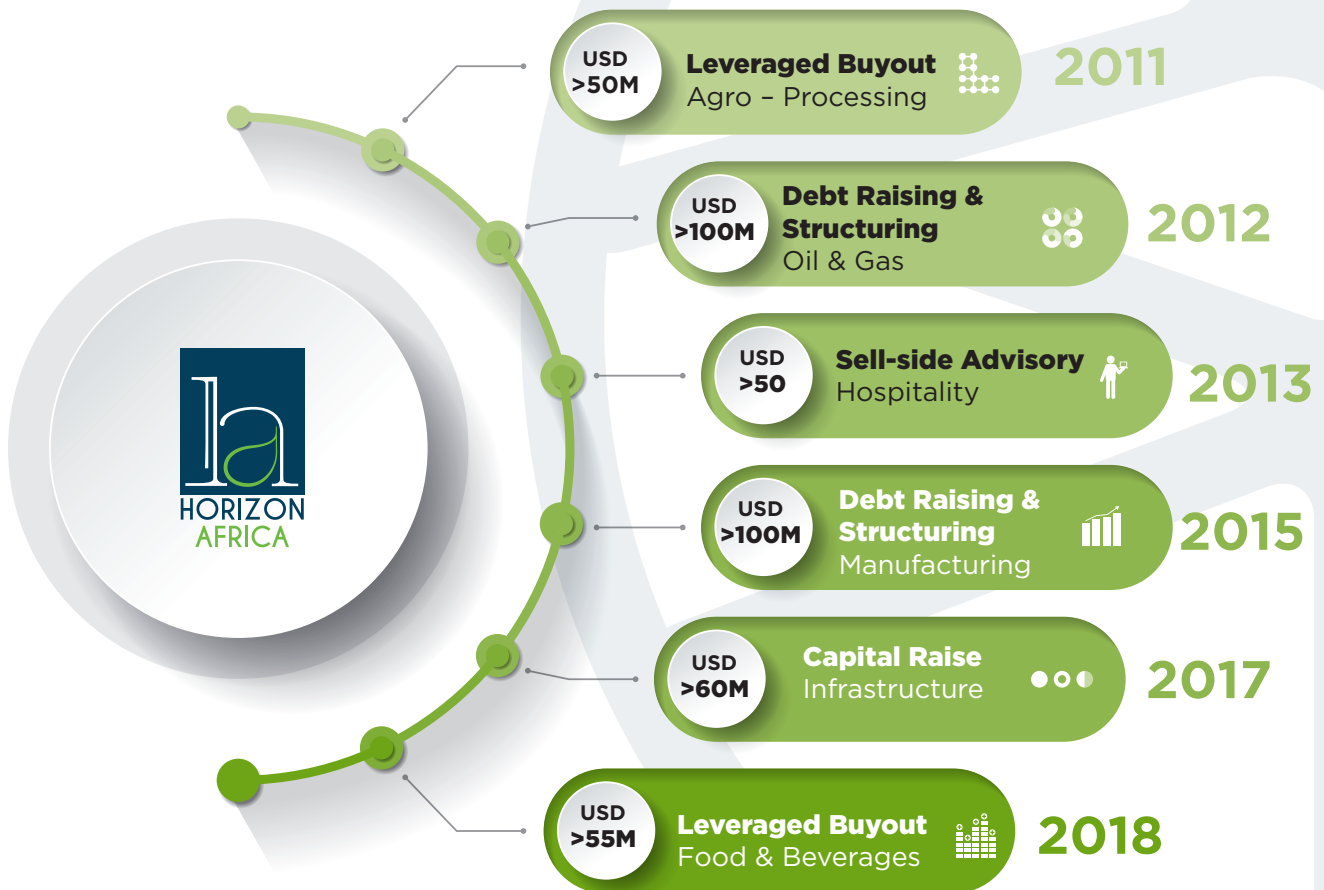 USD
>50M
Leveraged Buyout
Agro – Processing
2011
USD
>100M
Debt Raising &
Structuring
Oil & Gas
2012
USD
>50
Sell-side Advisory
Hospitality
2013
ha
HORIZON
AFRICA
USD
>100M
Debt Raising &
Structuring
Manufacturing
2015
USD
>60M
Capital Raise
Infrastructure
2017
USD
>55M
Leveraged Buyout
Food & Beverages
2018